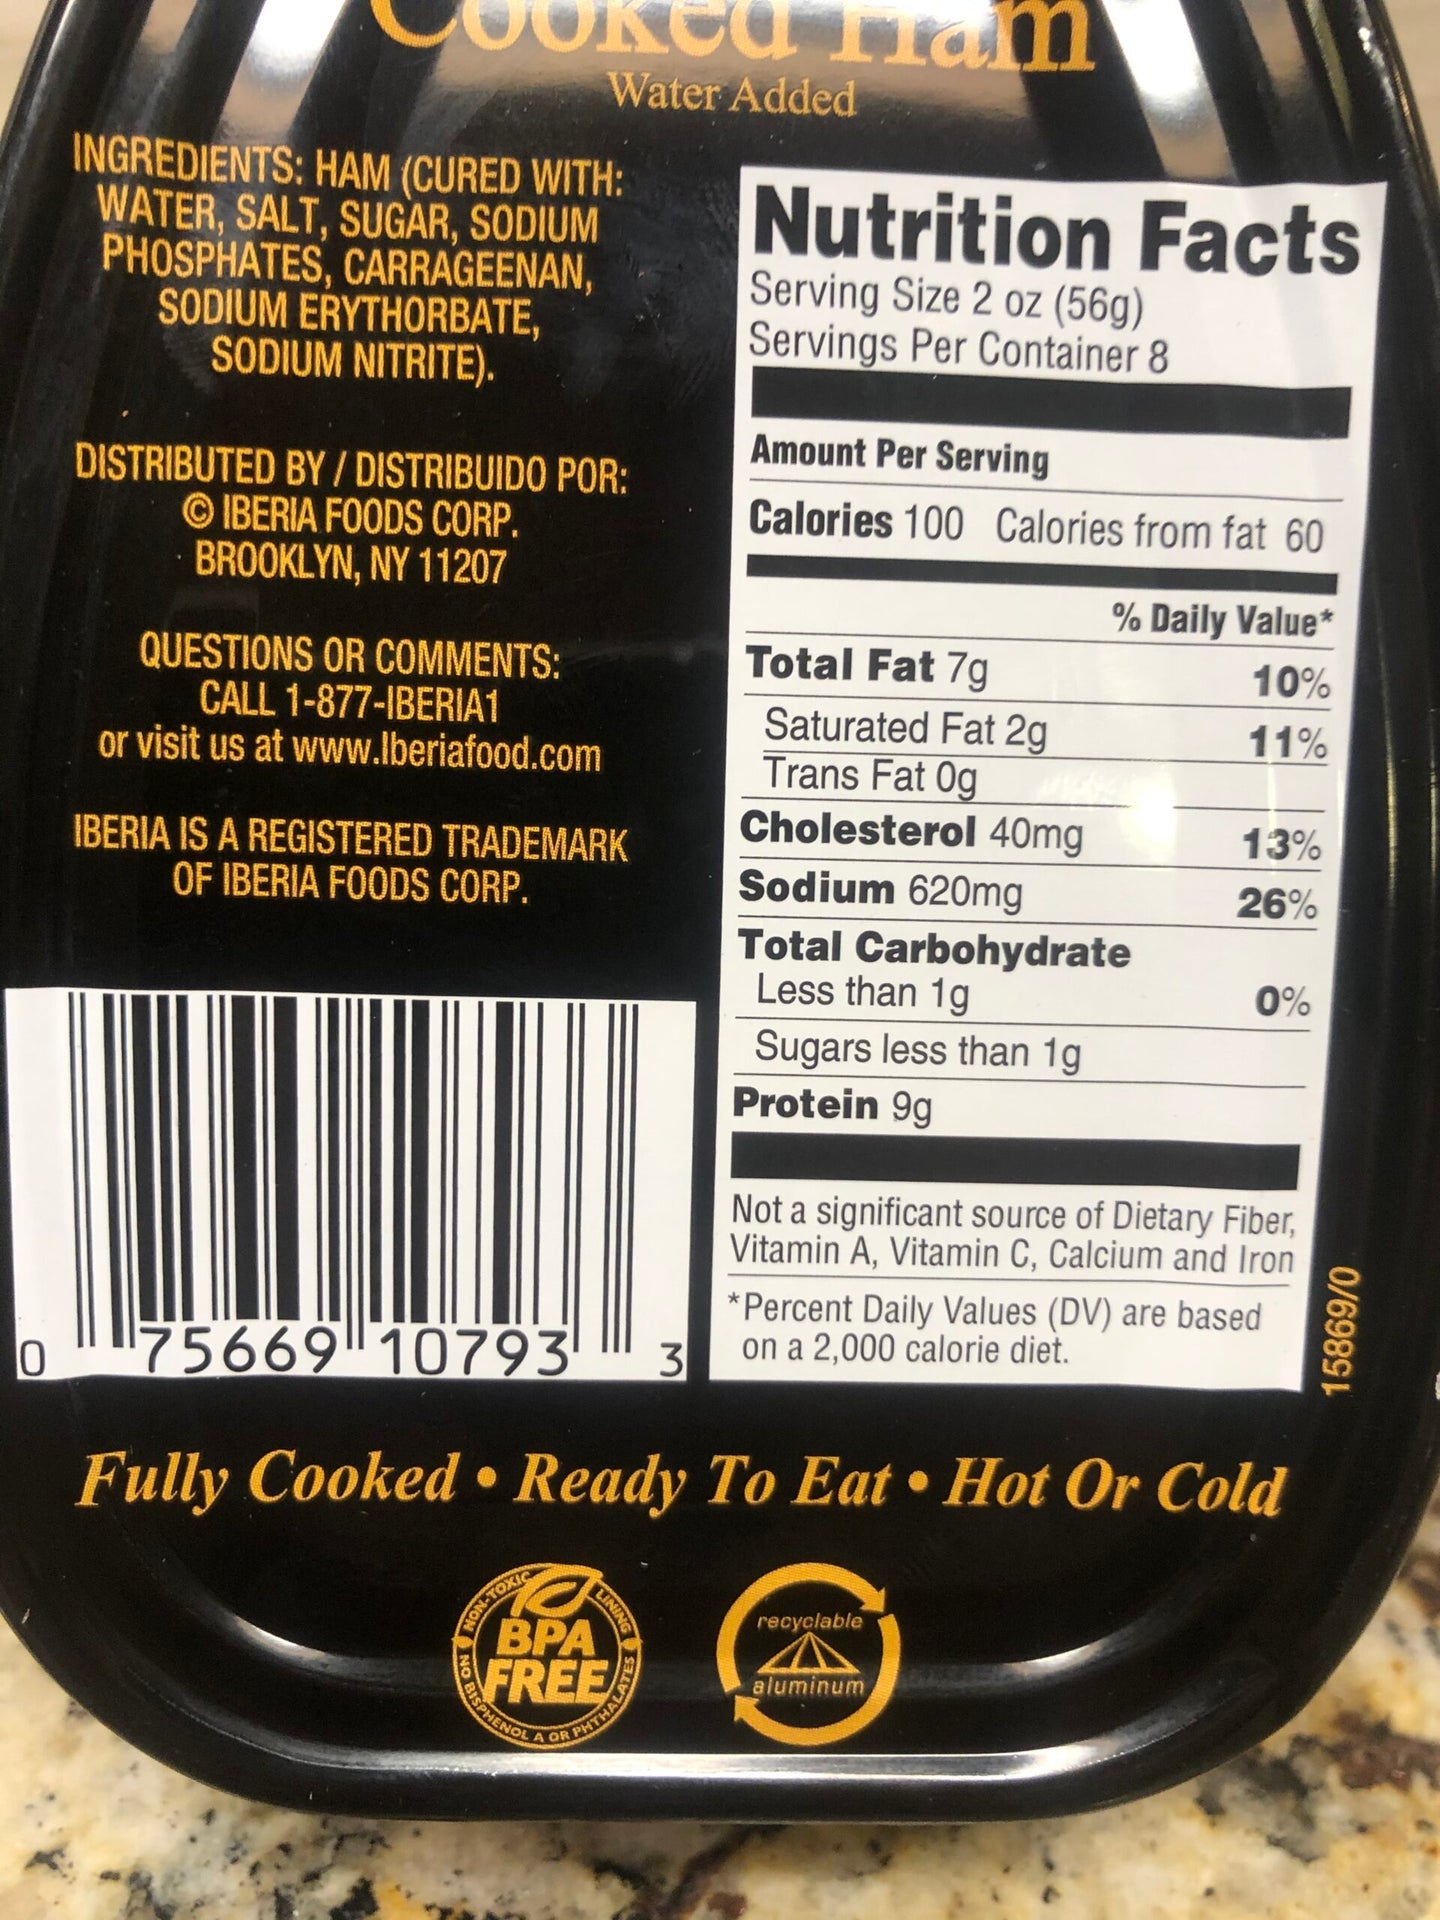 Cooked Ham
Water Added
INGREDIENTS: HAM (CURED WITH:
WATER, SALT, SUGAR, SODIUM
PHOSPHATES, CARRAGEENAN,
SODIUM ERYTHORBATE,
SODIUM NITRITE).
DISTRIBUTED BY / DISTRIBUIDO POR:
© IBERIA FOODS CORP.
BROOKLYN, NY 11207
QUESTIONS OR COMMENTS:
CALL 1-877-IBERIA1
or visit us at www.Iberiafood.com
IBERIA IS A REGISTERED TRADEMARK
OF IBERIA FOODS CORP.
0 75669 10793 3
Nutrition Facts
Serving Size 2 oz (56g)
Servings Per Container 8
Amount Per Serving
Calories 100 Calories from fat 60
% Daily Value*
Total Fat 7g 10%
Saturated Fat 2g 11%
Trans Fat 0g
Cholesterol 40mg 13%
Sodium 620mg 26%
Total Carbohydrate
Less than 1g 0%
Sugars less than 1g
Protein 9g
Not a significant source of Dietary Fiber,
Vitamin A, Vitamin C, Calcium and Iron
*Percent Daily Values (DV) are based
on a 2,000 calorie diet.
15869/0
Fully Cooked • Ready To Eat • Hot Or Cold
NON-TOXIC LINING
BPA
FREE
NO BISPHENOL A OR PHTHALATES
recyclable
aluminum